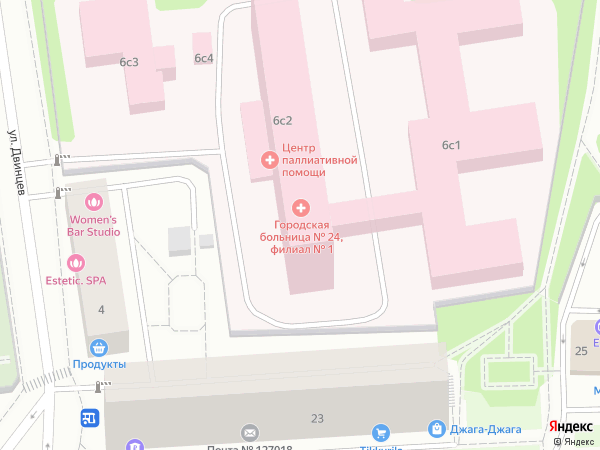 6с3
6с4
6с2
6с1
Центр
паллиативной
помощи
Городская
больница № 24,
филиал № 1
ул. Двинцев
Women's
Bar Studio
Estetic. SPA
4
Продукты
23
25
Джага-Джага
Почта № 127018
Tikkurila
Яндекс
© Яндекс